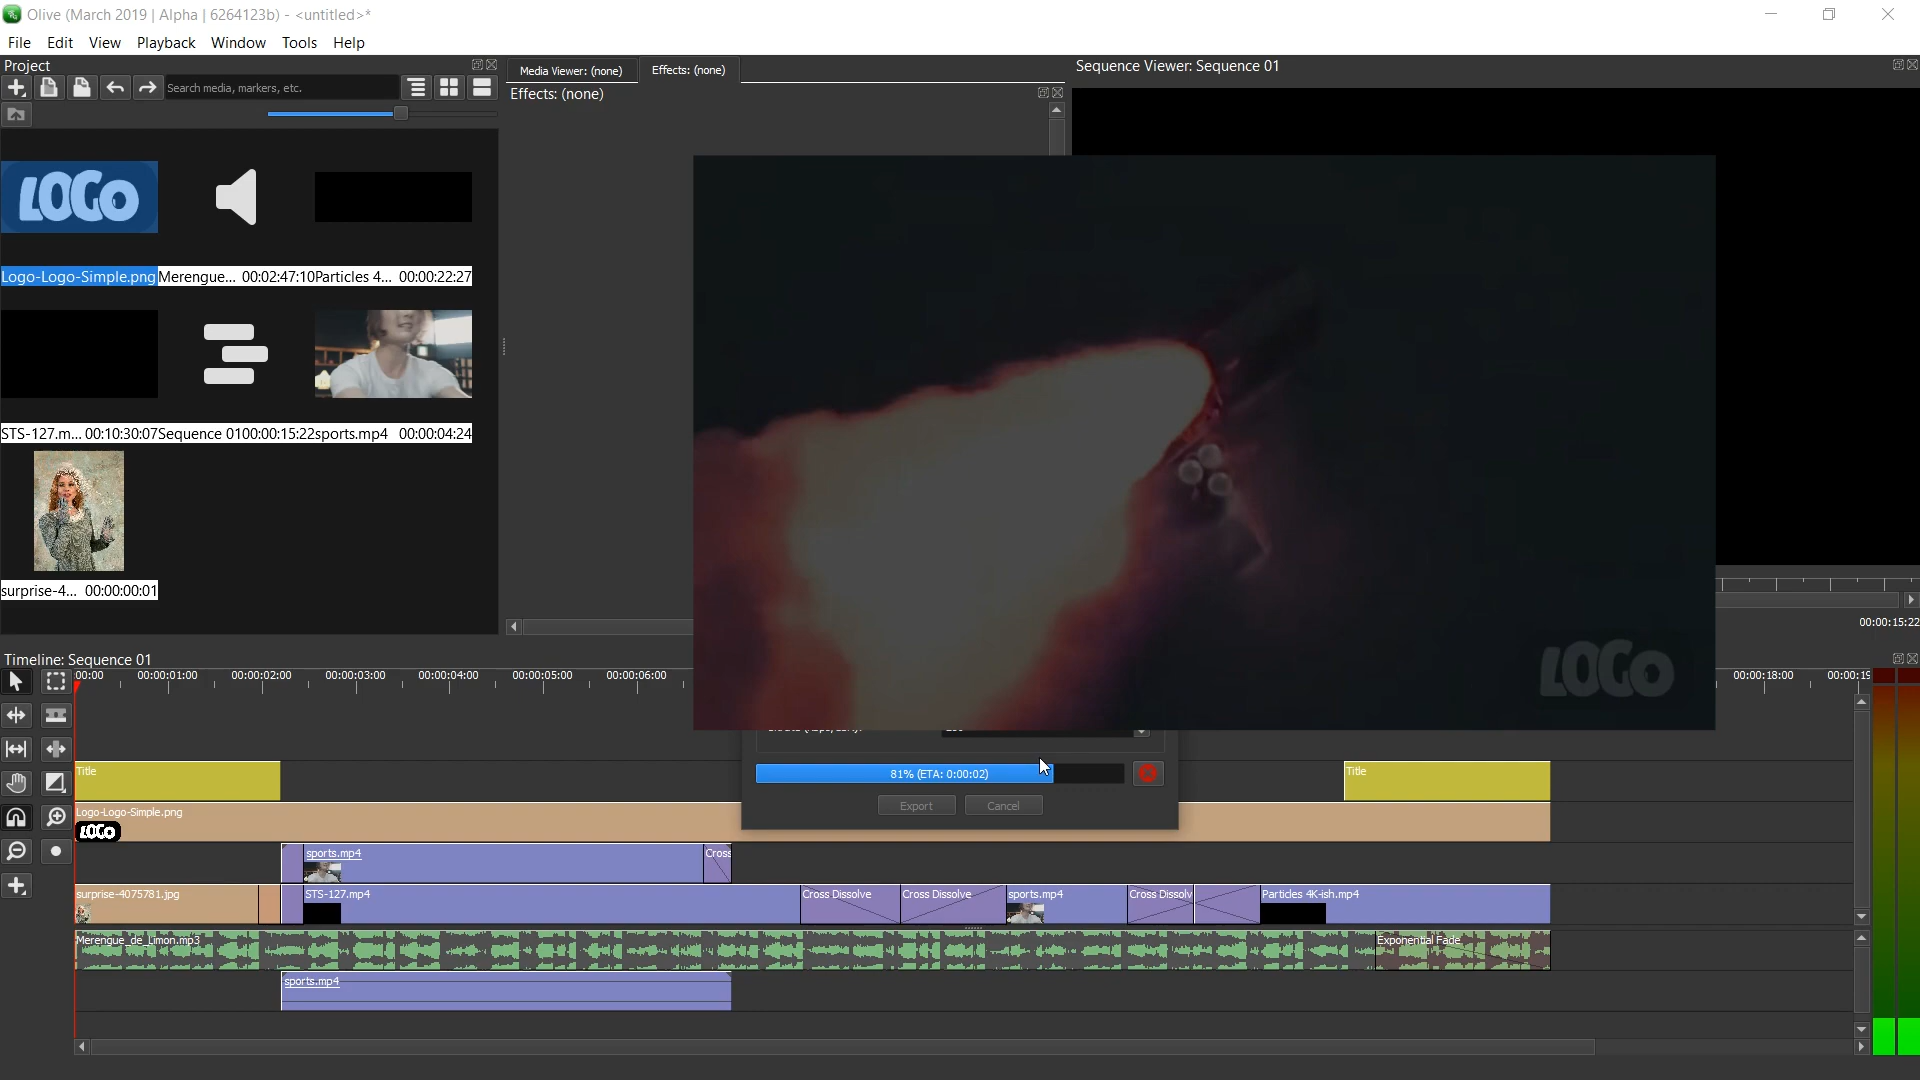 Olive (March 2019 | Alpha | 6264123b) - <untitled>*
File Edit View Playback Window Tools Help
Project
Search media, markers, etc.
Media Viewer: (none) Effects: (none)
Effects: (none)
Sequence Viewer: Sequence 01
LOGO
Logo-Logo-Simple.png Merengue... 00:02:47:10 Particles 4... 00:00:22:27
STS-127.m... 00:10:30:07 Sequence 01 00:00:15:22 sports.mp4 00:00:04:24
surprise-4... 00:00:00:01
LOGO
00:00:15:22
Timeline: Sequence 01
00:00 00:00:01:00 00:00:02:00 00:00:03:00 00:00:04:00 00:00:05:00 00:00:06:00 00:00:18:00 00:00:19
81% (ETA: 0:00:02)
Export Cancel
Title Title
Logo-Logo-Simple.png
LOGO
sports.mp4 Cross
surprise-4075781.jpg STS-127.mp4 Cross Dissolve Cross Dissolve sports.mp4 Cross Dissolv Particles 4K-ish.mp4
Merengue_de_Limon.mp3 Exponential Fade
sports.mp4